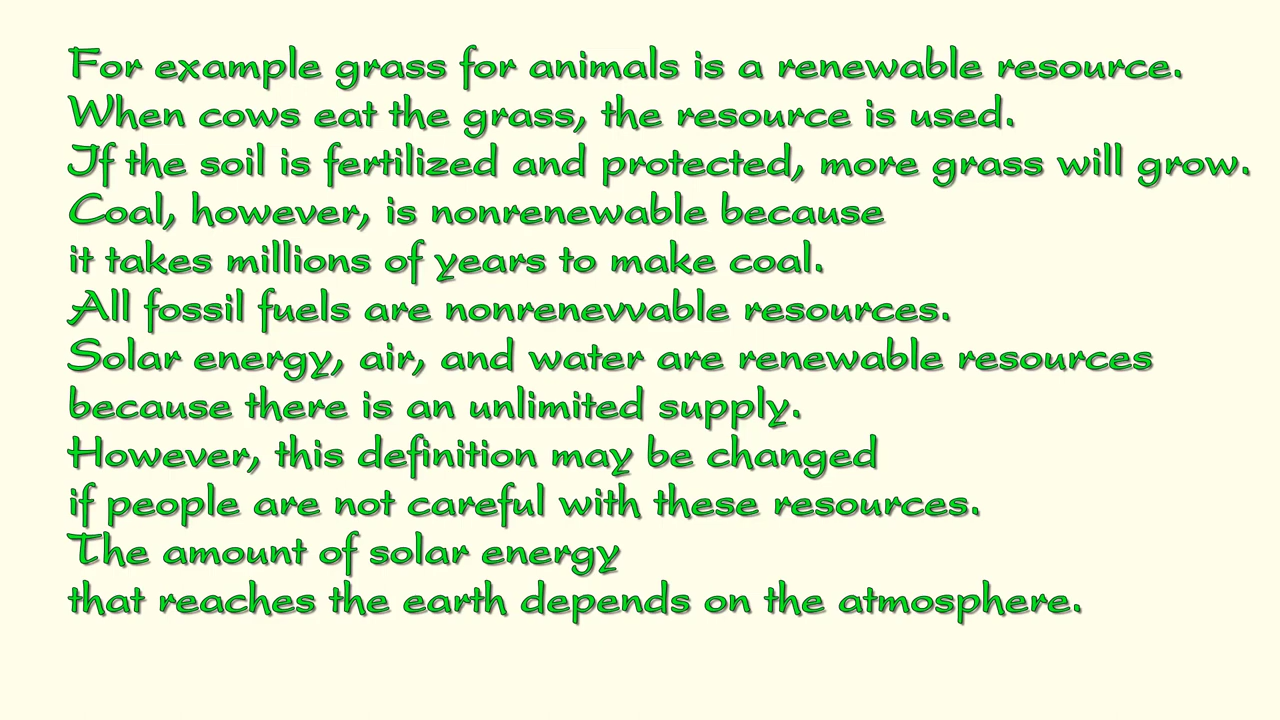 For example grass for animals is a renewable resource.
When cows eat the grass, the resource is used.
If the soil is fertilized and protected, more grass will grow.
Coal, however, is nonrenewable because
it takes millions of years to make coal.
All fossil fuels are nonrenevvable resources.
Solar energy, air, and water are renewable resources
because there is an unlimited supply.
However, this definition may be changed
if people are not careful with these resources.
The amount of solar energy
that reaches the earth depends on the atmosphere.